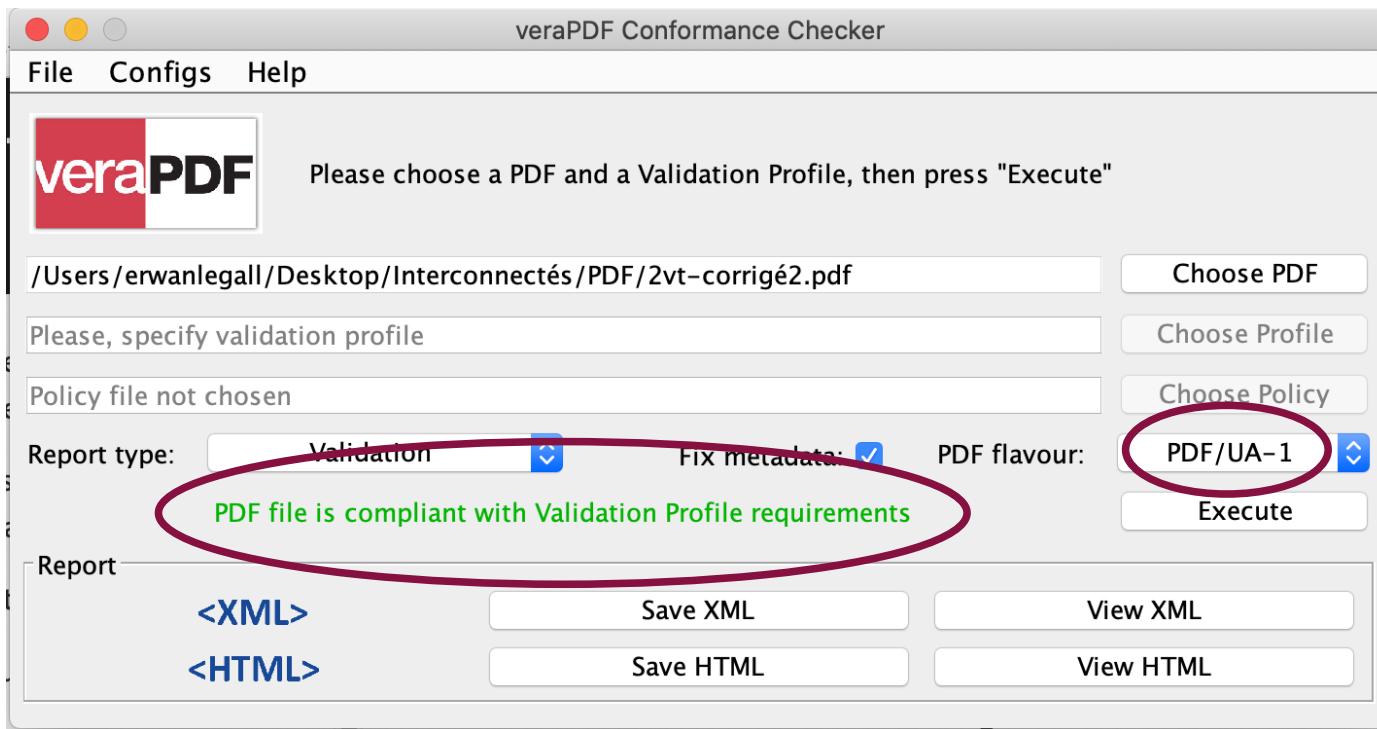 veraPDF Conformance Checker
File Configs Help
veraPDF
Please choose a PDF and a Validation Profile, then press "Execute"
/Users/erwanlegall/Desktop/Interconnectés/PDF/2vt-corrigé2.pdf Choose PDF
Please, specify validation profile Choose Profile
Policy file not chosen Choose Policy
Report type: Validation Fix metadata: PDF flavour: PDF/UA-1
PDF file is compliant with Validation Profile requirements Execute
Report
<XML> Save XML View XML
<HTML> Save HTML View HTML